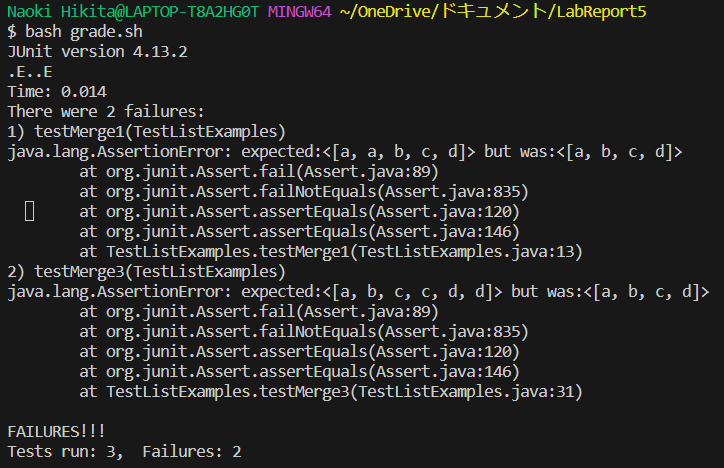 Naoki Hikita@LAPTOP-T8A2HG0T MINGW64 ~/OneDrive/ドキュメント/LabReport5
$ bash grade.sh
JUnit version 4.13.2
.E..E
Time: 0.014
There were 2 failures:
1) testMerge1(TestListExamples)
java.lang.AssertionError: expected:<[a, a, b, c, d]> but was:<[a, b, c, d]>
        at org.junit.Assert.fail(Assert.java:89)
        at org.junit.Assert.failNotEquals(Assert.java:835)
        at org.junit.Assert.assertEquals(Assert.java:120)
        at org.junit.Assert.assertEquals(Assert.java:146)
        at TestListExamples.testMerge1(TestListExamples.java:13)
2) testMerge3(TestListExamples)
java.lang.AssertionError: expected:<[a, b, c, c, d, d]> but was:<[a, b, c, d]>
        at org.junit.Assert.fail(Assert.java:89)
        at org.junit.Assert.failNotEquals(Assert.java:835)
        at org.junit.Assert.assertEquals(Assert.java:120)
        at org.junit.Assert.assertEquals(Assert.java:146)
        at TestListExamples.testMerge3(TestListExamples.java:31)

FAILURES!!!
Tests run: 3,  Failures: 2